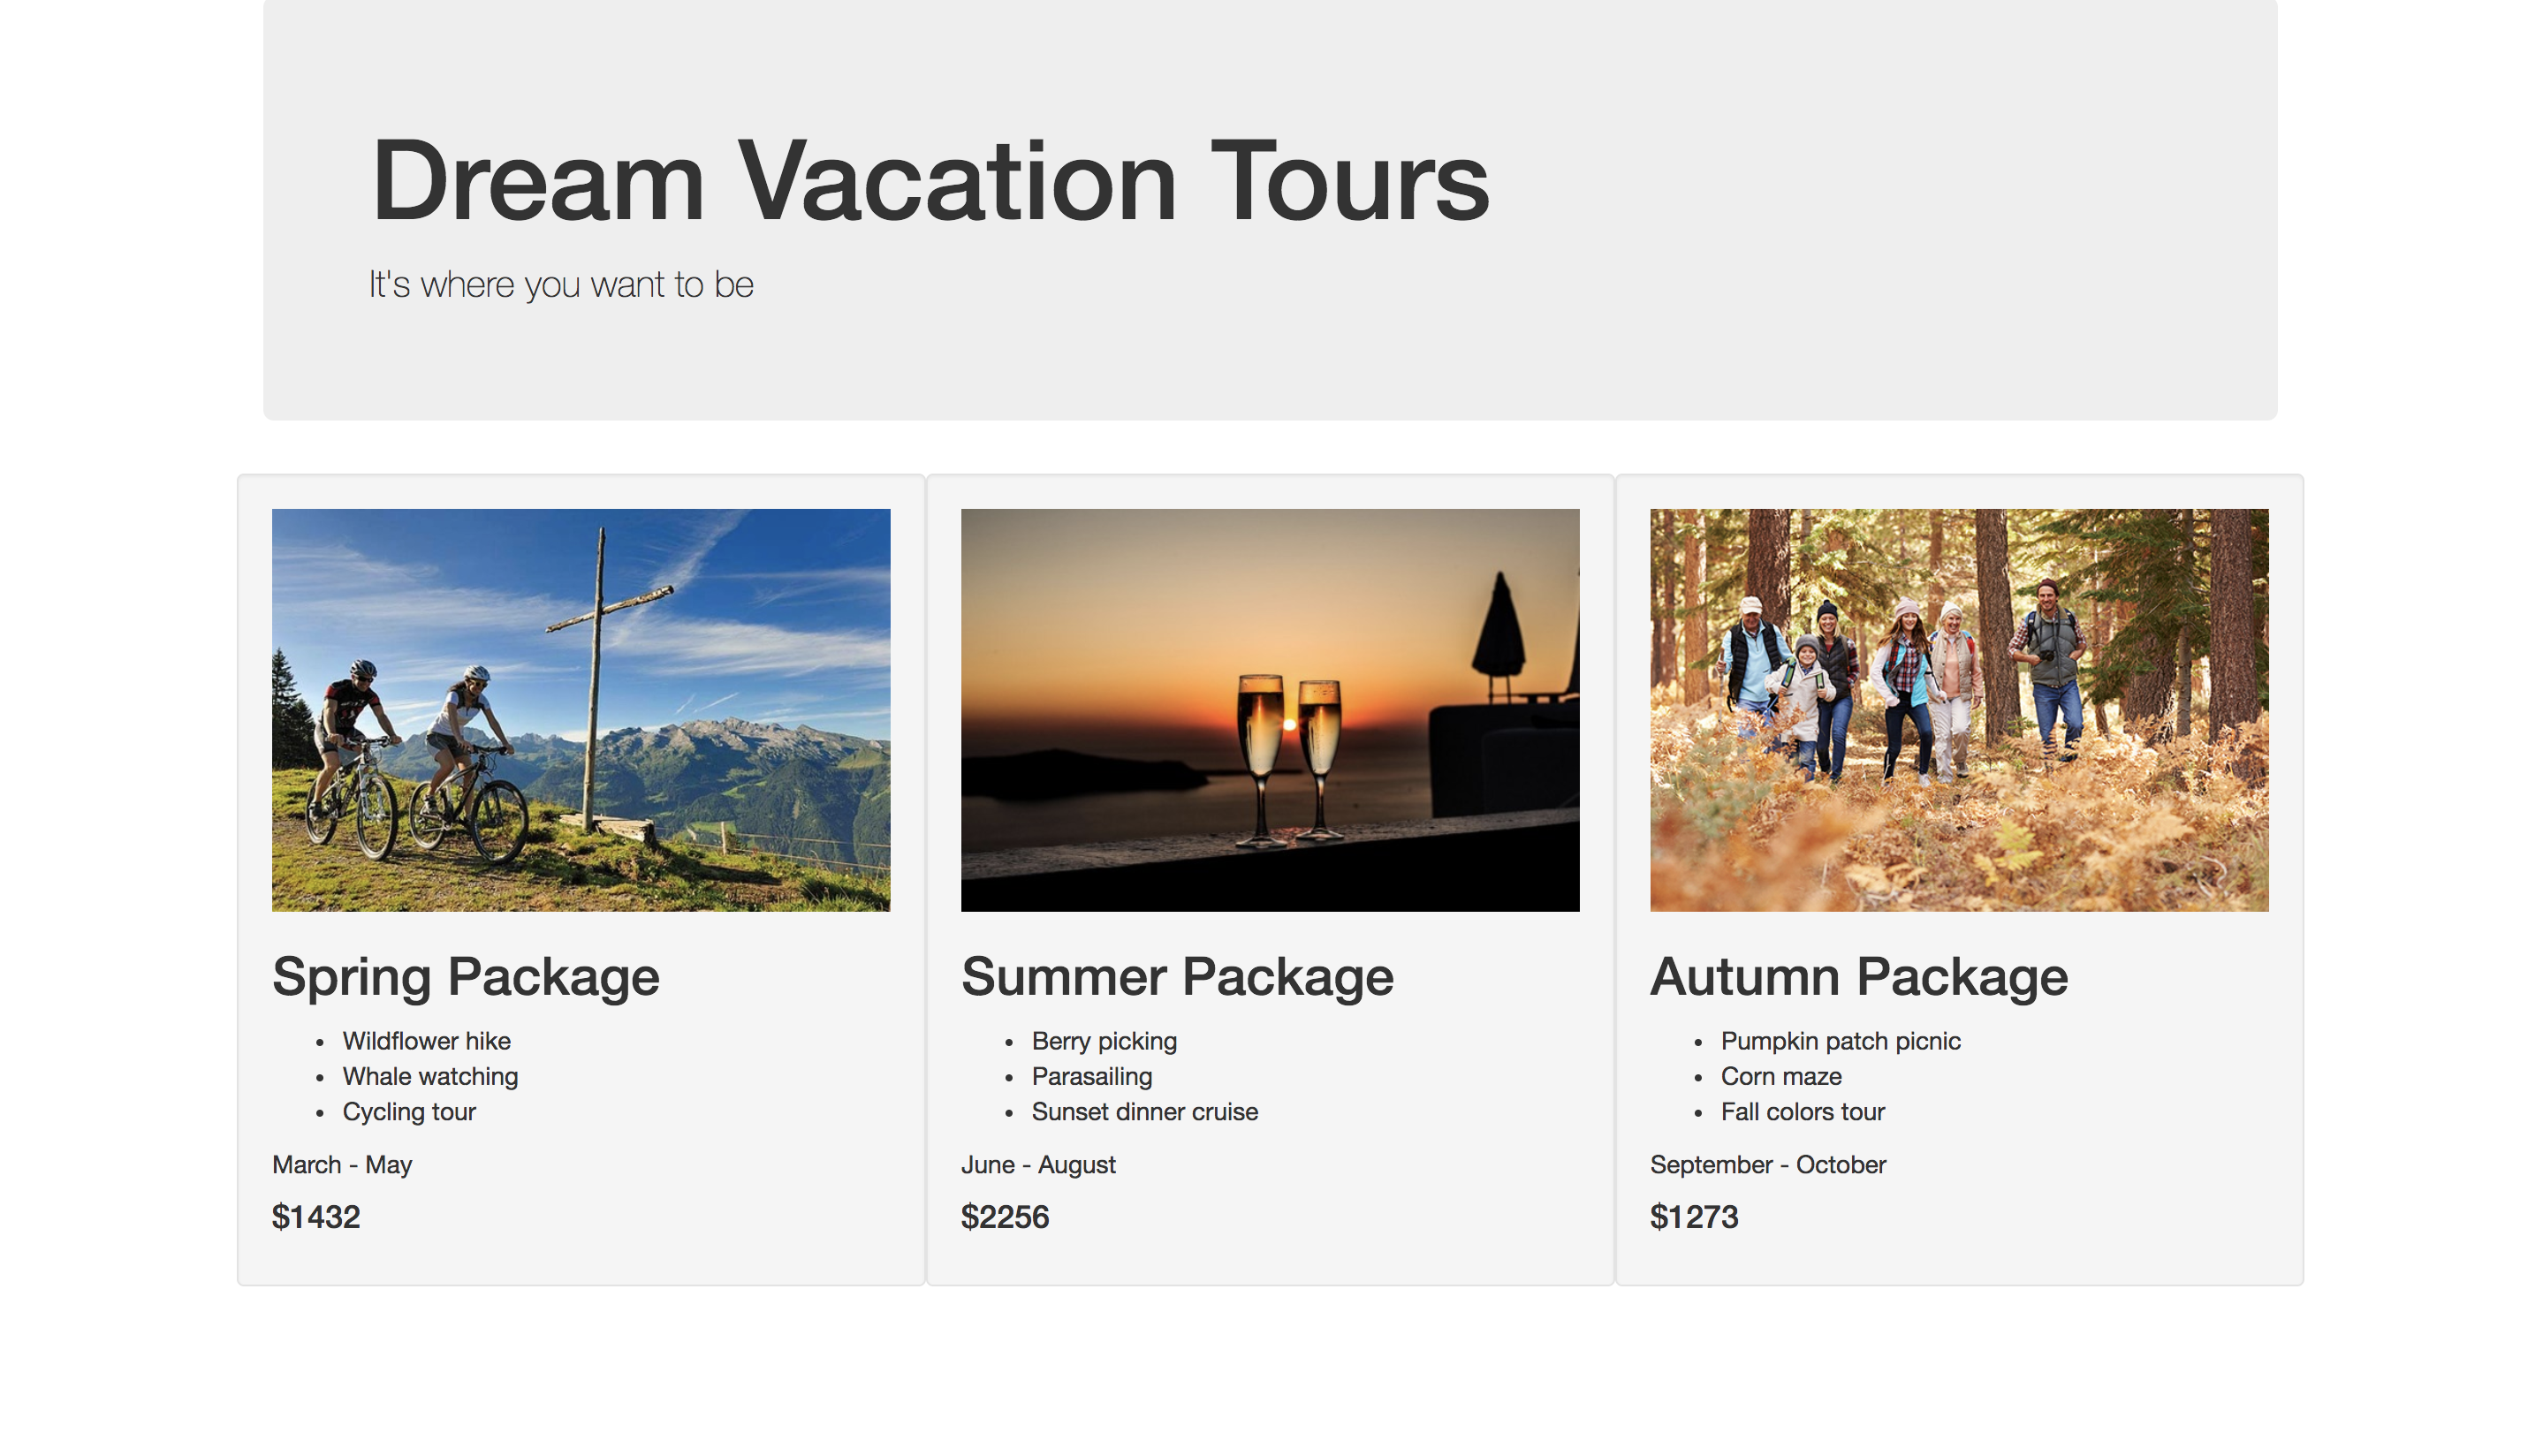 Dream Vacation Tours
It's where you want to be
Spring Package
• Wildflower hike
• Whale watching
• Cycling tour
March - May
$1432
Summer Package
• Berry picking
• Parasailing
• Sunset dinner cruise
June - August
$2256
Autumn Package
• Pumpkin patch picnic
• Corn maze
• Fall colors tour
September - October
$1273